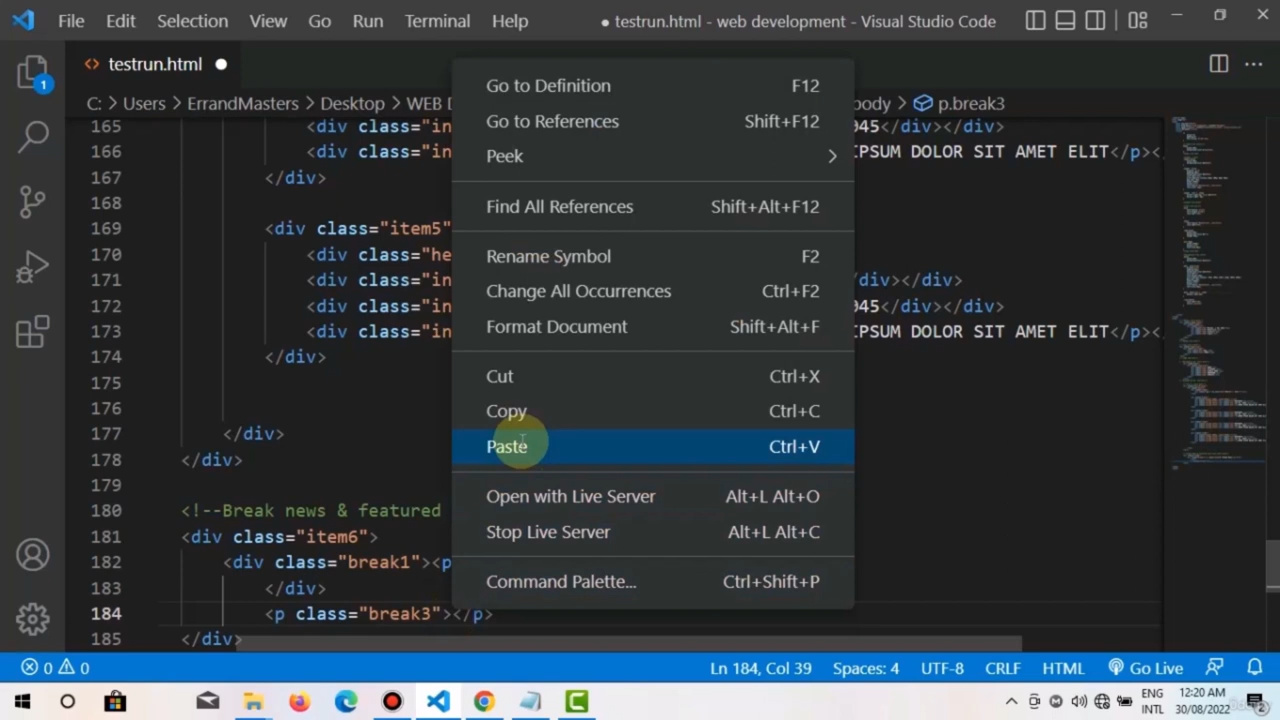 File Edit Selection View Go Run Terminal Help ● testrun.html - web development - Visual Studio Code
<> testrun.html ●
1
C: > Users > ErrandMasters > Desktop > WEB D
body > p.break3
165 <div class="in
045</div></div>
166 <div class="in
IPSUM DOLOR SIT AMET ELIT</p><
167 </div>
168
169 <div class="item5"
170 <div class="he
171 <div class="in
/div></div>
172 <div class="in
045</div></div>
173 <div class="in
IPSUM DOLOR SIT AMET ELIT</p><
174 </div>
175
176
177 </div>
178 </div>
179
180 <!--Break news & featured
181 <div class="item6">
182 <div class="break1"><p
183 </div>
184 <p class="break3"></p>
185 </div>
Go to Definition F12
Go to References Shift+F12
Peek
Find All References Shift+Alt+F12
Rename Symbol F2
Change All Occurrences Ctrl+F2
Format Document Shift+Alt+F
Cut Ctrl+X
Copy Ctrl+C
Paste Ctrl+V
Open with Live Server Alt+L Alt+O
Stop Live Server Alt+L Alt+C
Command Palette... Ctrl+Shift+P
0 0 Ln 184, Col 39 Spaces: 4 UTF-8 CRLF HTML Go Live
ENG 12:20 AM
INTL 30/08/2022
2